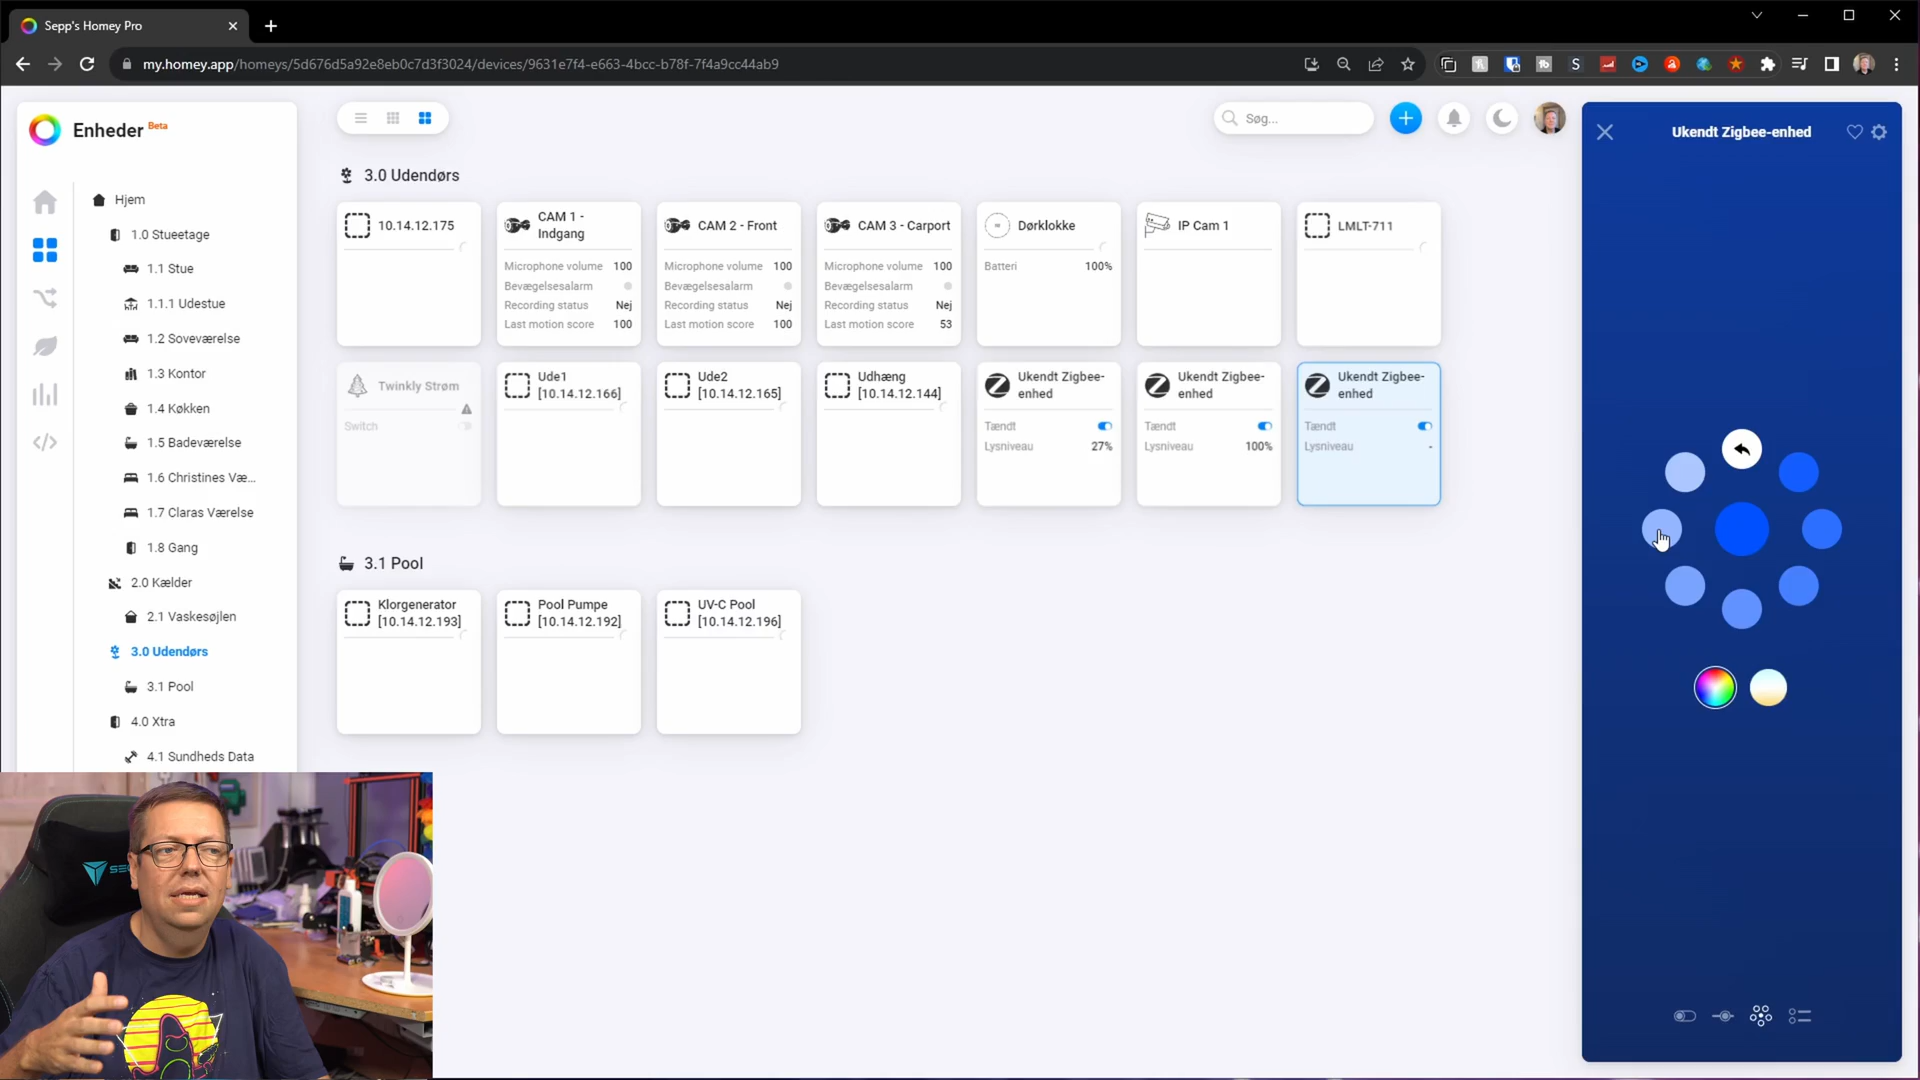 Sepp's Homey Pro
my.homey.app/homeys/5d676d5a92e8eb0c7d3f3024/devices/9631e7f4-e663-4bcc-b78f-7f4a9cc44ab9
Enheder Beta
Søg...
Ukendt Zigbee-enhed
Hjem
1.0 Stueetage
1.1 Stue
1.1.1 Udestue
1.2 Soveværelse
1.3 Kontor
1.4 Køkken
1.5 Badeværelse
1.6 Christines Væ...
1.7 Claras Værelse
1.8 Gang
2.0 Kælder
2.1 Vaskesøjlen
3.0 Udendørs
3.1 Pool
4.0 Xtra
4.1 Sundheds Data
3.0 Udendørs
10.14.12.175
CAM 1 -
Indgang
Microphone volume 100
Bevægelsesalarm
Recording status Nej
Last motion score 100
CAM 2 - Front
Microphone volume 100
Bevægelsesalarm
Recording status Nej
Last motion score 100
CAM 3 - Carport
Microphone volume 100
Bevægelsesalarm
Recording status Nej
Last motion score 53
Dørklokke
Batteri 100%
IP Cam 1
LMLT-711
Twinkly Strøm
Switch
Ude1
[10.14.12.166]
Ude2
[10.14.12.165]
Udhæng
[10.14.12.144]
Ukendt Zigbee-
enhed
Tændt
Lysniveau 27%
Ukendt Zigbee-
enhed
Tændt
Lysniveau 100%
Ukendt Zigbee-
enhed
Tændt
Lysniveau -
3.1 Pool
Klorgenerator
[10.14.12.193]
Pool Pumpe
[10.14.12.192]
UV-C Pool
[10.14.12.196]